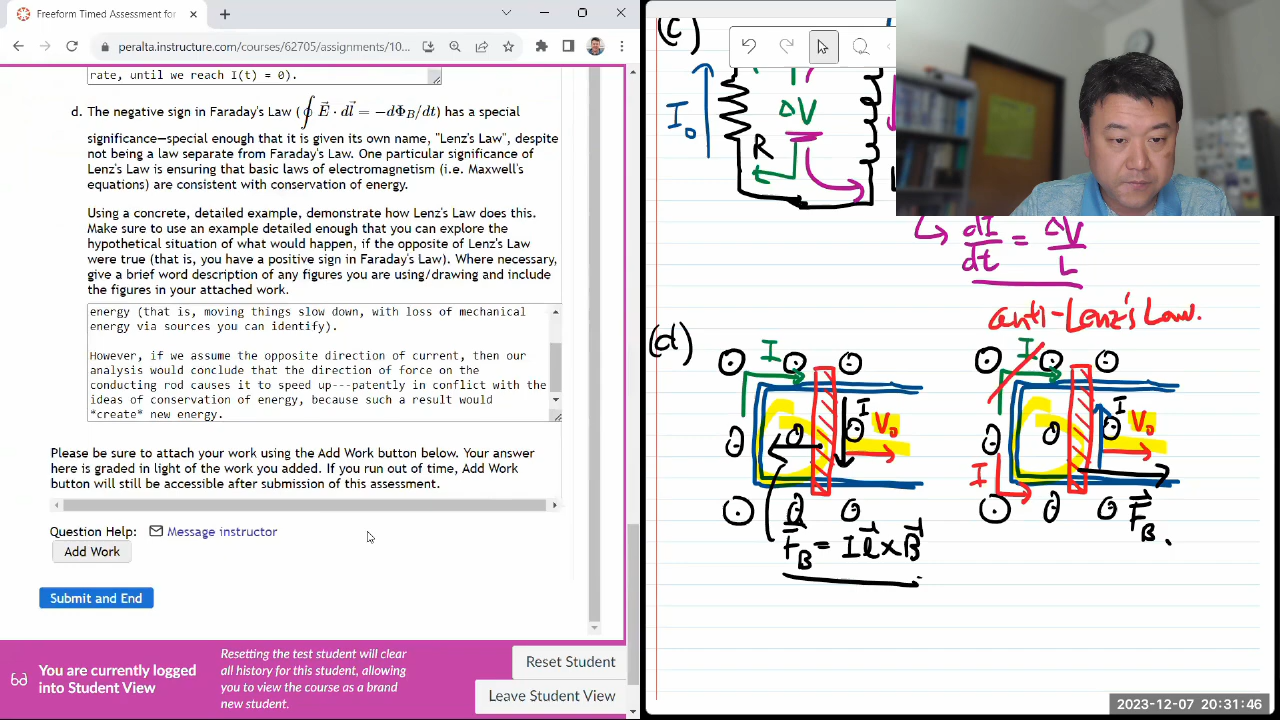 Freeform Timed Assessment for
peralta.instructure.com/courses/62705/assignments/10...
rate, until we reach I(t) = 0).
d. The negative sign in Faraday's Law (∮ E⃗ · dl⃗ = −dΦ_B/dt) has a special
significance—special enough that it is given its own name, "Lenz's Law", despite
not being a law separate from Faraday's Law. One particular significance of
Lenz's Law is ensuring that basic laws of electromagnetism (i.e. Maxwell's
equations) are consistent with conservation of energy.
Using a concrete, detailed example, demonstrate how Lenz's Law does this.
Make sure to use an example detailed enough that you can explore the
hypothetical situation of what would happen, if the opposite of Lenz's Law
were true (that is, you have a positive sign in Faraday's Law). Where necessary,
give a brief word description of any figures you are using/drawing and include
the figures in your attached work.
energy (that is, moving things slow down, with loss of mechanical
energy via sources you can identify).
However, if we assume the opposite direction of current, then our
analysis would conclude that the direction of force on the
conducting rod causes it to speed
in conflict with the
ideas of conservation of energy, because such a result would
*create* new energy.
Please be sure to attach your work using the Add Work button below. Your answer
here is graded in light of the work you added. If you run out of time, Add Work
button will still be accessible after submission of this assessment.
Question Help: Message instructor
Add Work
Submit and End
You are currently logged
into Student View
Resetting the test student will clear
all history for this student, allowing
you to view the course as a brand
new student.
Reset Student
Leave Student View
(c)
I₀
ΔV
R
dI/dt = ΔV/L
anti-Lenz's Law.
(d)
I
I
V₀
F⃗_B = I l⃗ × B⃗
I
I
V₀
I
F⃗_B.
2023-12-07 20:31:46